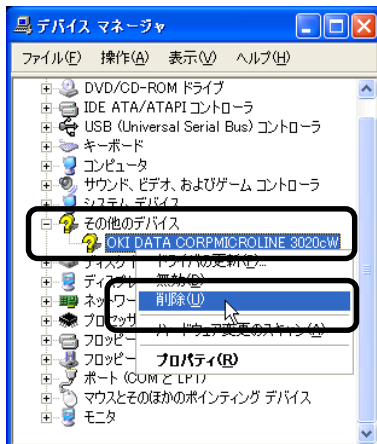 デバイス マネージャ
ファイル(F) 操作(A) 表示(V) ヘルプ(H)
DVD/CD-ROM ドライブ
IDE ATA/ATAPI コントローラ
USB (Universal Serial Bus) コントローラ
キーボード
コンピュータ
サウンド、ビデオ、およびゲーム コントローラ
システム デバイス
その他のデバイス
OKI DATA CORPMICROLINE 3020cW
ドライバの更新(P)...
無効(D)
削除(U)
ハードウェア変更のスキャン(A)
プロパティ(R)
ポート (COM と LPT)
マウスとそのほかのポインティング デバイス
モニタ